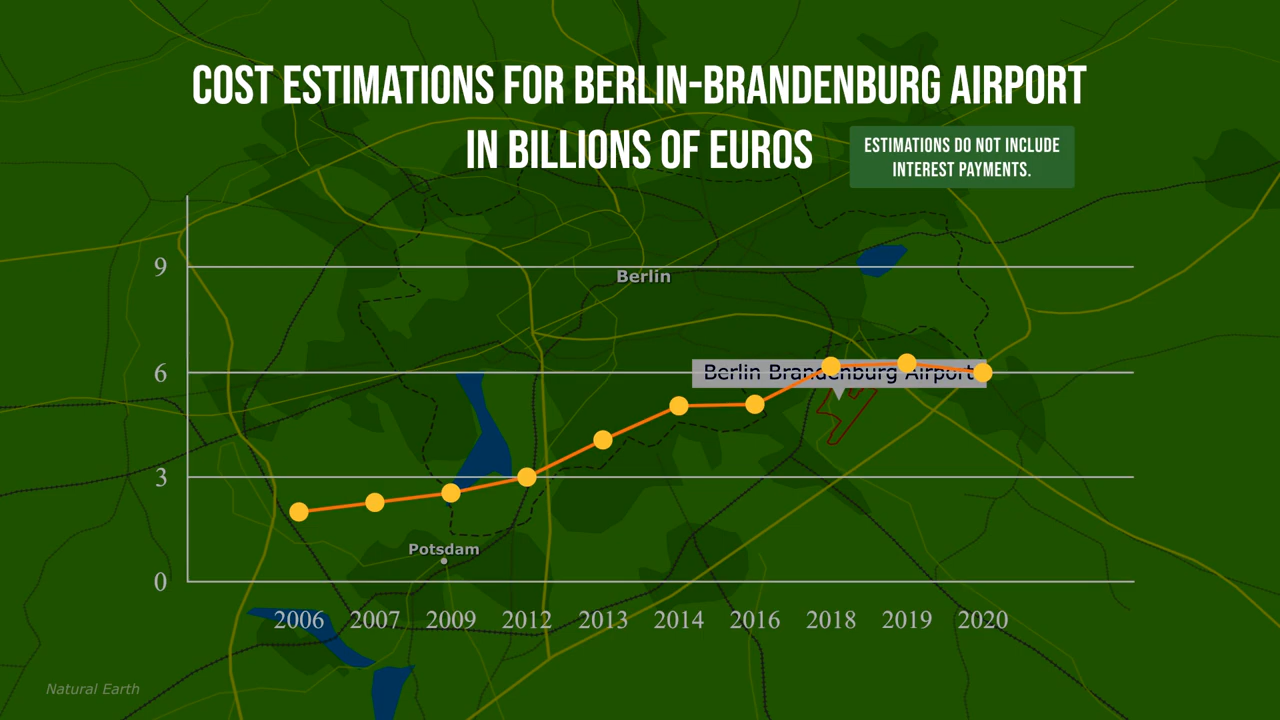 COST ESTIMATIONS FOR BERLIN-BRANDENBURG AIRPORT
IN BILLIONS OF EUROS
ESTIMATIONS DO NOT INCLUDE
INTEREST PAYMENTS.
9
Berlin
6
Berlin Brandenburg Airport
3
Potsdam
0
2006 2007 2009 2012 2013 2014 2016 2018 2019 2020
Natural Earth